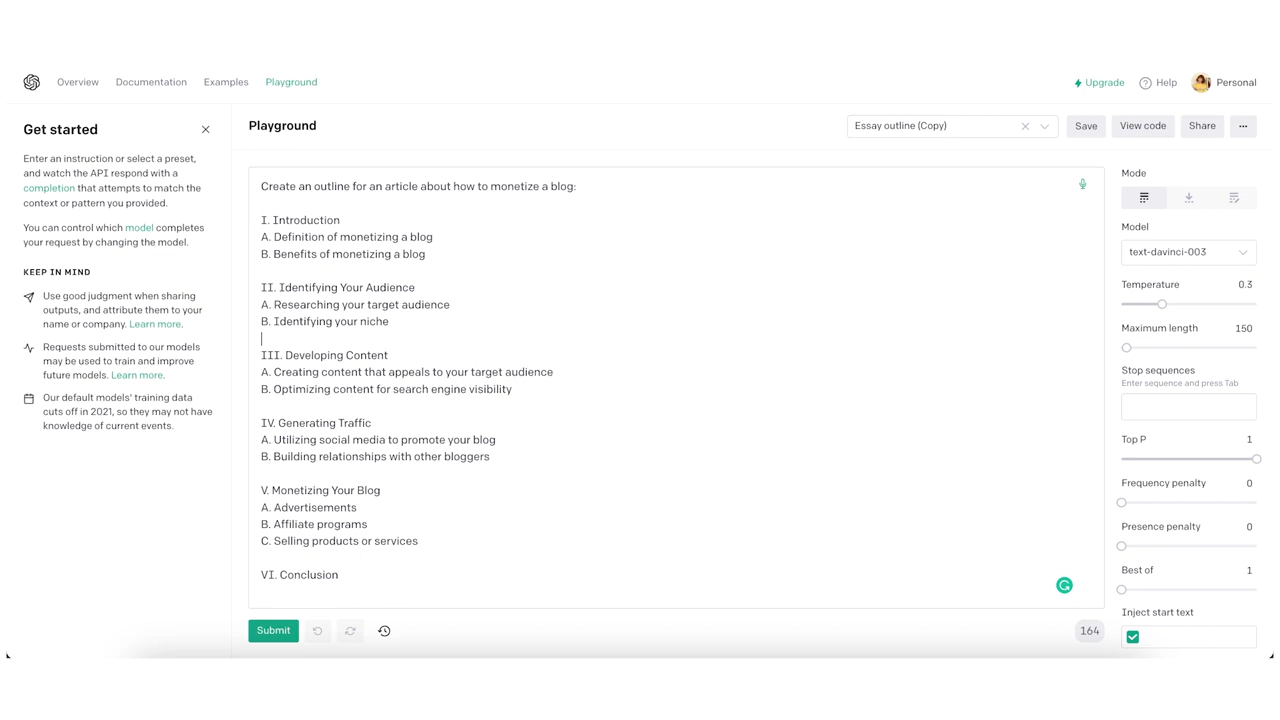 Overview Documentation Examples Playground Upgrade Help Personal
Get started
Enter an instruction or select a preset,
and watch the API respond with a
completion that attempts to match the
context or pattern you provided.
You can control which model completes
your request by changing the model.
KEEP IN MIND
Use good judgment when sharing
outputs, and attribute them to your
name or company. Learn more.
Requests submitted to our models
may be used to train and improve
future models. Learn more.
Our default models' training data
cuts off in 2021, so they may not have
knowledge of current events.
Playground
Essay outline (Copy)
Save
View code
Share
...
Create an outline for an article about how to monetize a blog:
I. Introduction
A. Definition of monetizing a blog
B. Benefits of monetizing a blog
II. Identifying Your Audience
A. Researching your target audience
B. Identifying your niche
III. Developing Content
A. Creating content that appeals to your target audience
B. Optimizing content for search engine visibility
IV. Generating Traffic
A. Utilizing social media to promote your blog
B. Building relationships with other bloggers
V. Monetizing Your Blog
A. Advertisements
B. Affiliate programs
C. Selling products or services
VI. Conclusion
Submit
164
Mode
Model
text-davinci-003
Temperature 0.3
Maximum length 150
Stop sequences
Enter sequence and press Tab
Top P 1
Frequency penalty 0
Presence penalty 0
Best of 1
Inject start text